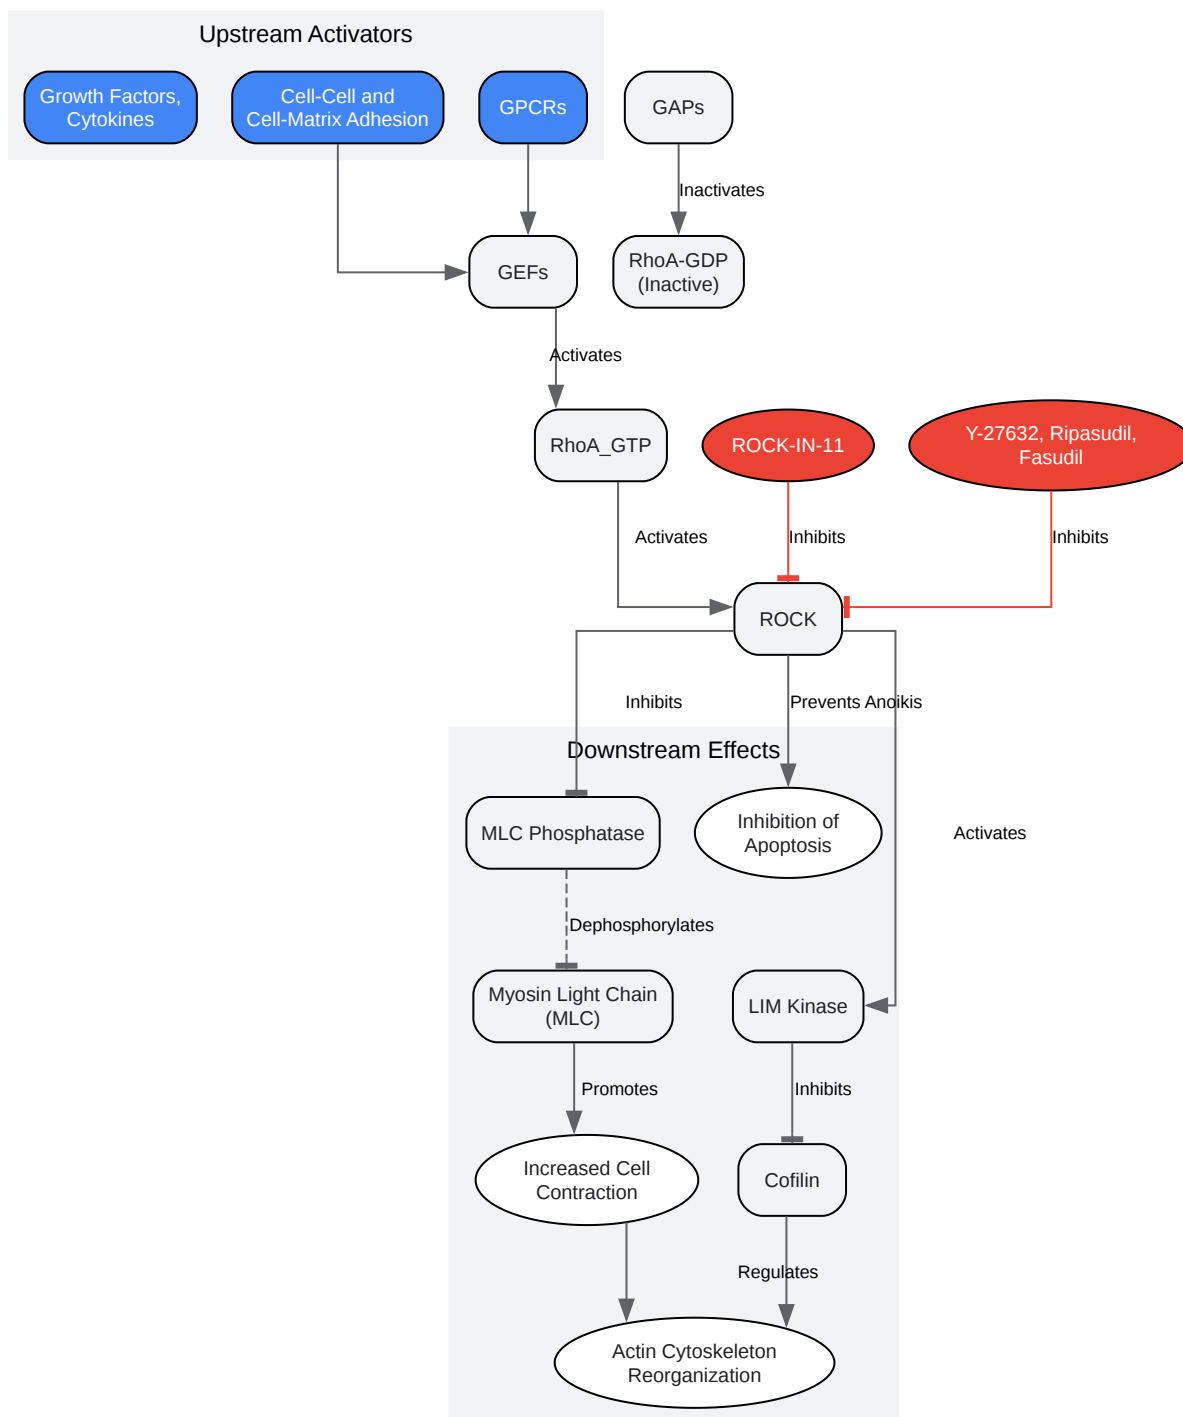 Upstream Activators
Growth Factors,
Cytokines
Cell-Cell and
Cell-Matrix Adhesion
GPCRs
GAPs
Inactivates
GEFs
RhoA-GDP
(Inactive)
Activates
RhoA_GTP
ROCK-IN-11
Y-27632, Ripasudil,
Fasudil
Activates
Inhibits
Inhibits
ROCK
Inhibits
Prevents Anoikis
Downstream Effects
MLC Phosphatase
Inhibition of
Apoptosis
Activates
Dephosphorylates
Myosin Light Chain
(MLC)
LIM Kinase
Promotes
Inhibits
Increased Cell
Contraction
Cofilin
Regulates
Actin Cytoskeleton
Reorganization